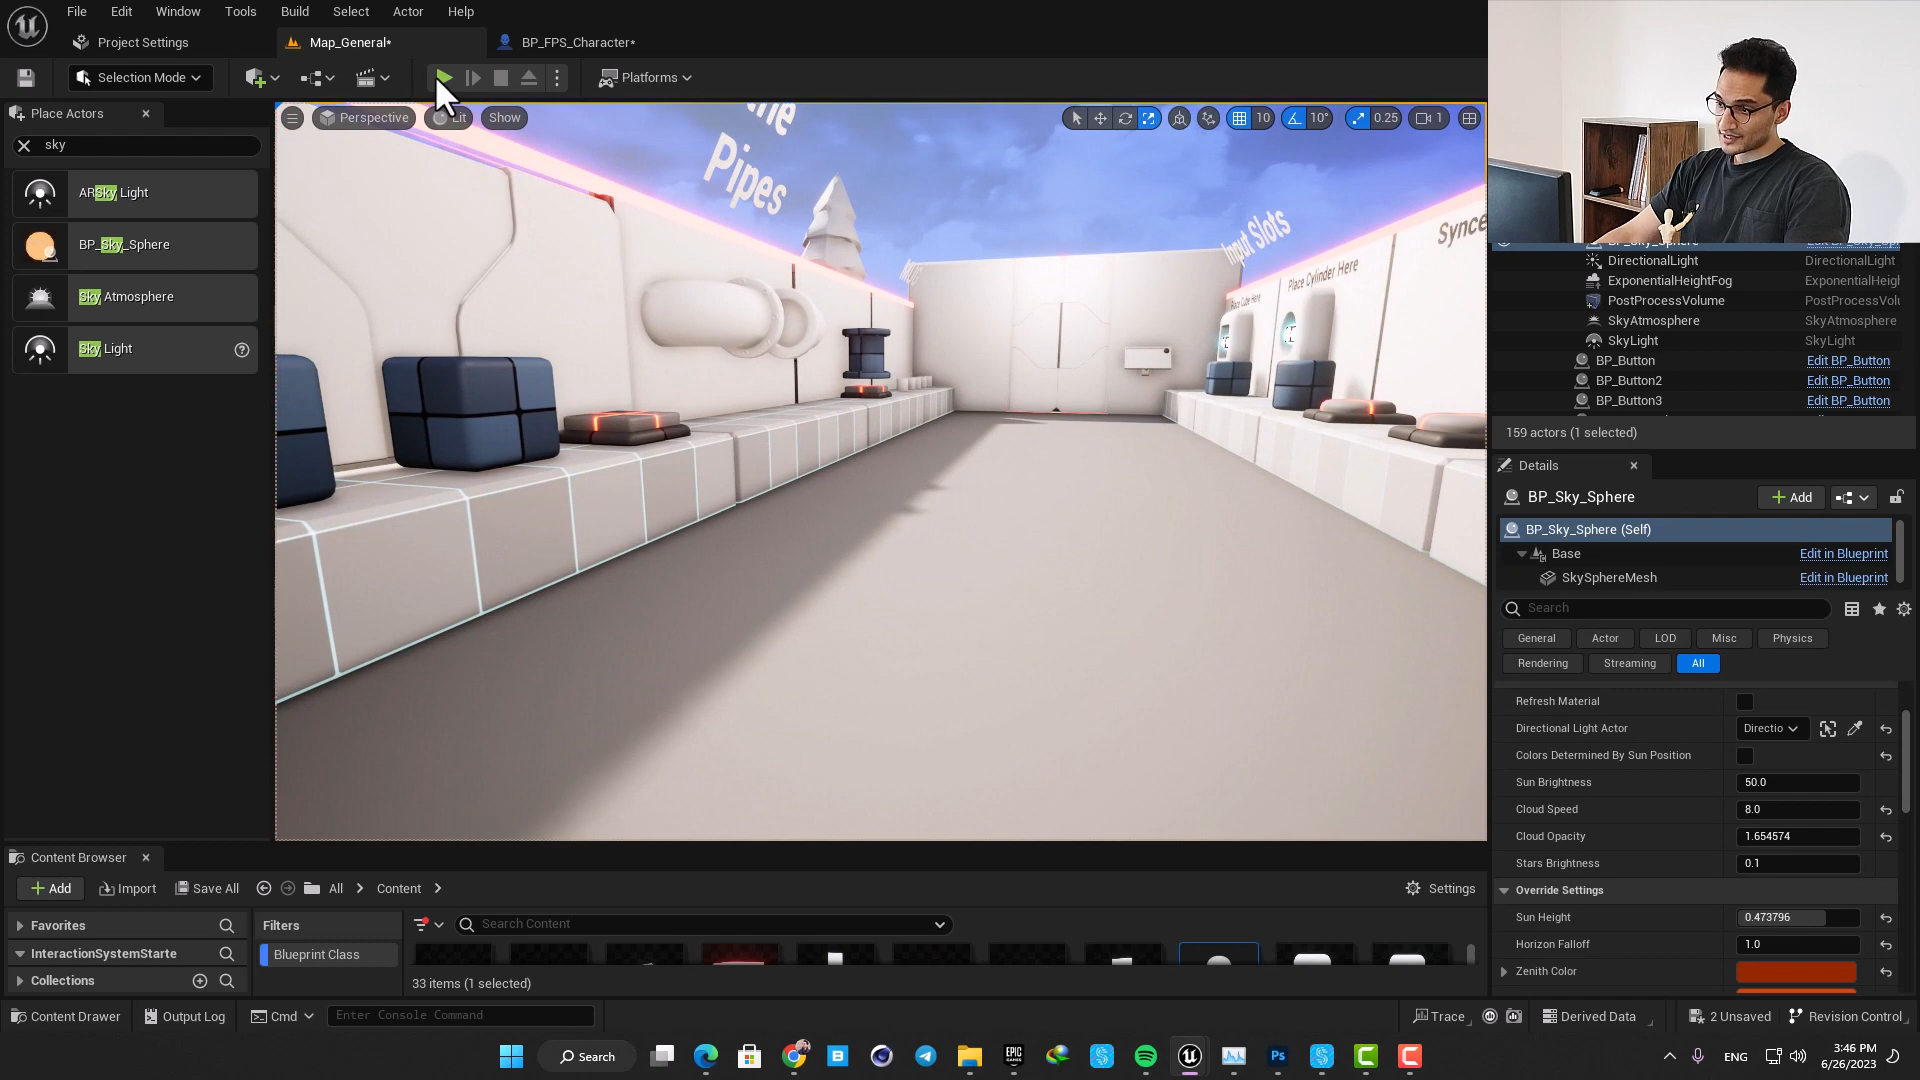 File Edit Window Tools Build Select Actor Help
Project Settings Map_General* BP_FPS_Character*
Selection Mode Platforms
Place Actors
sky
ARSky Light
BP_Sky_Sphere
Sky Atmosphere
Sky Light
Perspective Lit Show 10 10° 0.25 1
the
Pipes
Input Slots
Place Cube Here
Place Cylinder Here
DirectionalLight DirectionalLight
ExponentialHeightFog ExponentialHeigh
PostProcessVolume PostProcessVolu
SkyAtmosphere SkyAtmosphere
SkyLight SkyLight
BP_Button Edit BP_Button
BP_Button2 Edit BP_Button
BP_Button3 Edit BP_Button
159 actors (1 selected)
Details
BP_Sky_Sphere Add
BP_Sky_Sphere (Self)
Base Edit in Blueprint
SkySphereMesh Edit in Blueprint
Search
General Actor LOD Misc Physics
Rendering Streaming All
Refresh Material
Directional Light Actor Directio
Colors Determined By Sun Position
Sun Brightness 50.0
Cloud Speed 8.0
Cloud Opacity 1.654574
Stars Brightness 0.1
Override Settings
Sun Height 0.473796
Horizon Falloff 1.0
Zenith Color
Content Browser
Add Import Save All All Content Settings
Favorites Filters Search Content
InteractionSystemStarte Blueprint Class
Collections 33 items (1 selected)
Content Drawer Output Log Cmd Enter Console Command Trace Derived Data 2 Unsaved Revision Control
Search ENG 3:46 PM
6/26/2023